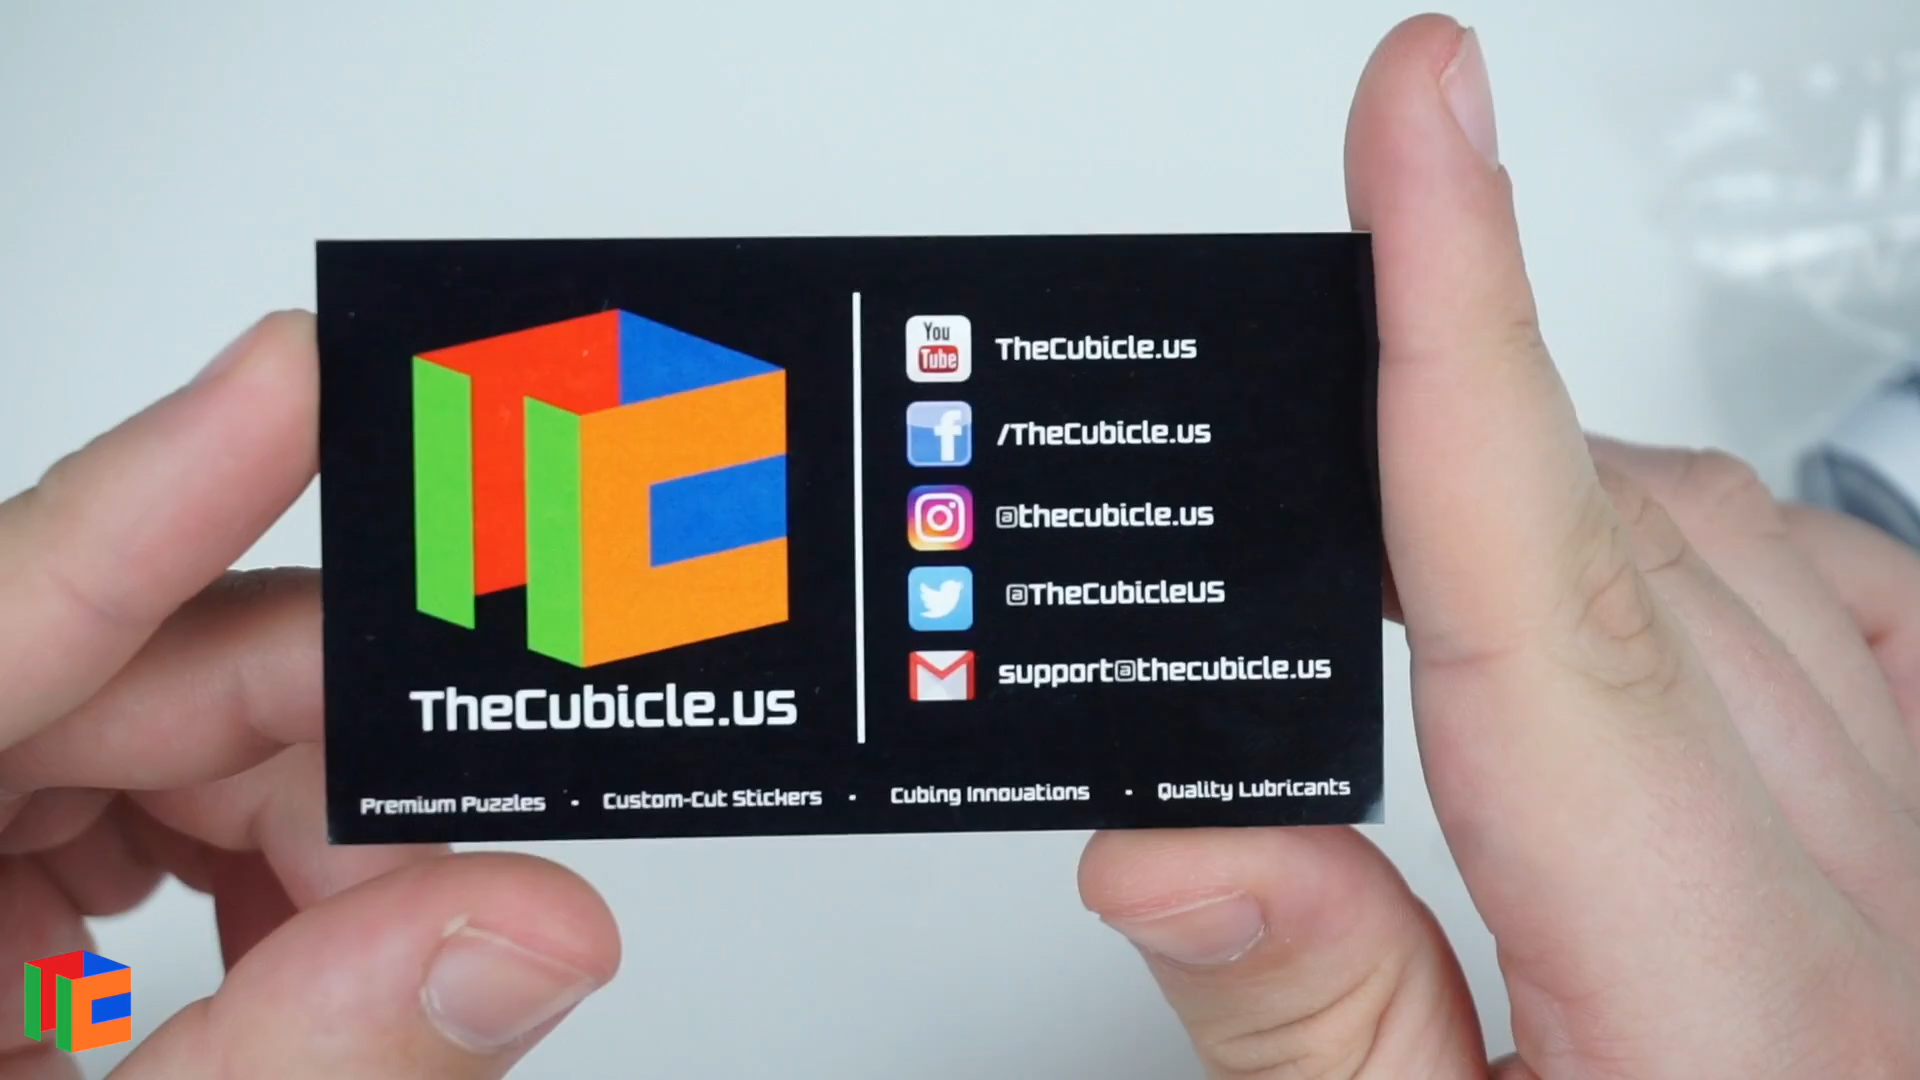 You
Tube
TheCubicle.us
/TheCubicle.us
@thecubicle.us
@TheCubicleUS
support@thecubicle.us
TheCubicle.us
Premium Puzzles • Custom-Cut Stickers • Cubing Innovations • Quality Lubricants